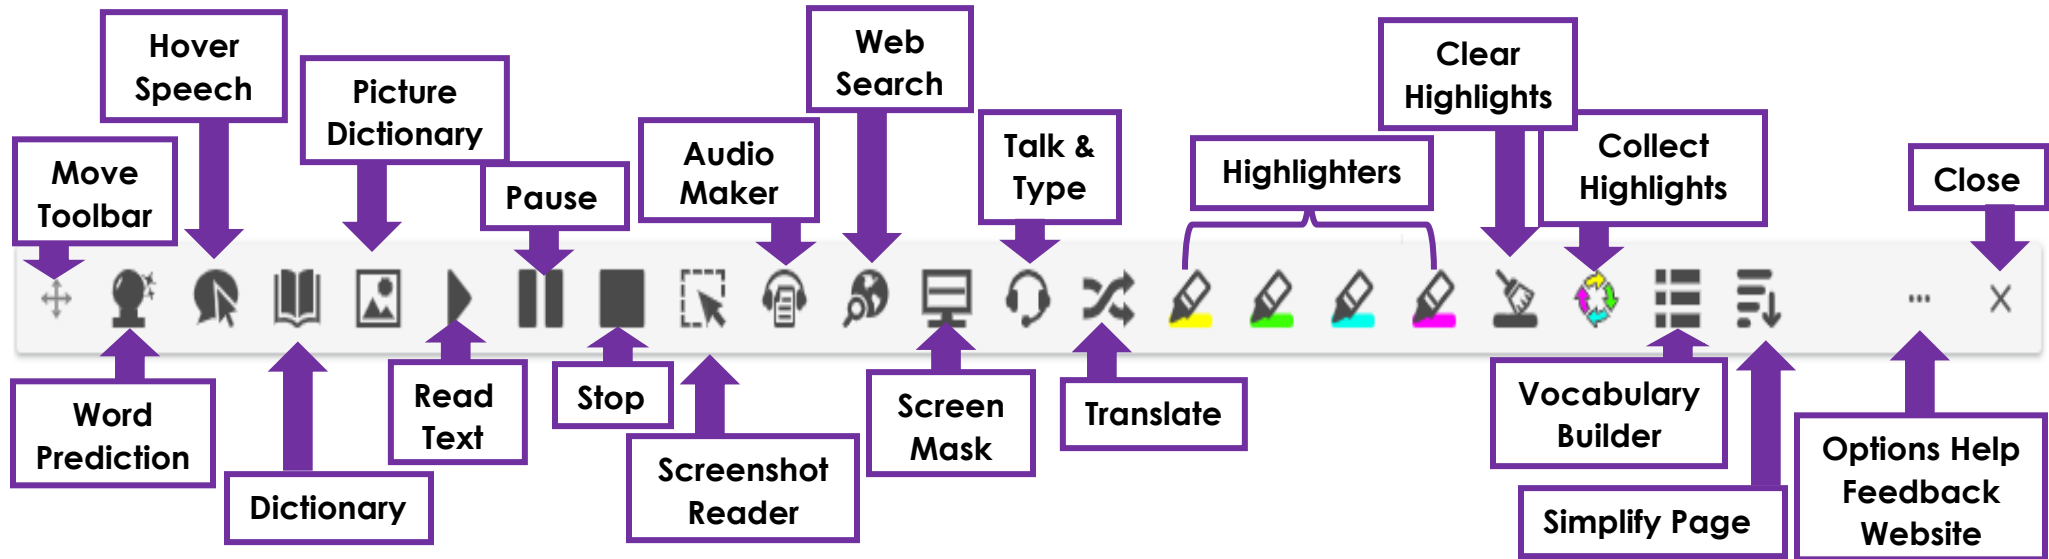 Hover
Speech
Picture
Dictionary
Web
Search
Clear
Highlights
Move
Toolbar
Pause
Audio
Maker
Talk &
Type
Highlighters
Collect
Highlights
Close
Word
Prediction
Dictionary
Read
Text
Stop
Screenshot
Reader
Screen
Mask
Translate
Vocabulary
Builder
Simplify Page
Options Help
Feedback
Website